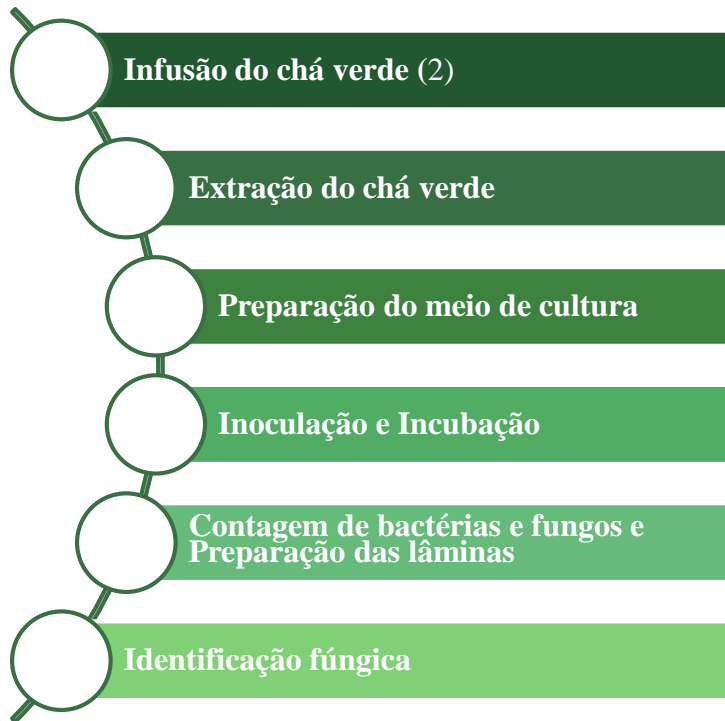 Infusão do chá verde (2)
Extração do chá verde
Preparação do meio de cultura
Inoculação e Incubação
Contagem de bactérias e fungos e
Preparação das lâminas
Identificação fúngica